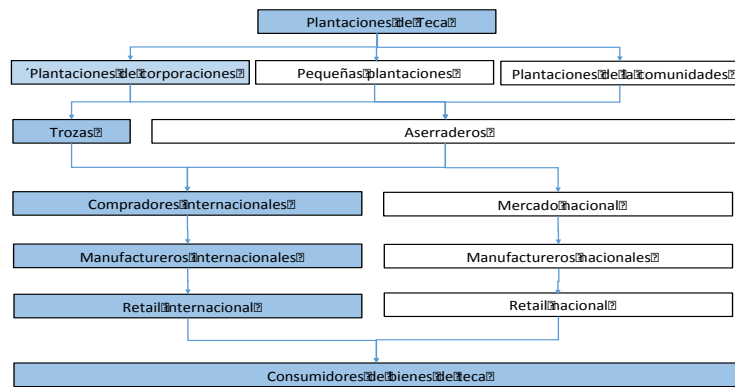 Plantaciones de Teca
´Plantaciones de corporaciones
Pequeñas plantaciones
Plantaciones de la comunidades
Trozas
Aserraderos
Compradores internacionales
Mercado nacional
Manufactureros internacionales
Manufactureros nacionales
Retail internacional
Retail nacional
Consumidores de bienes de teca